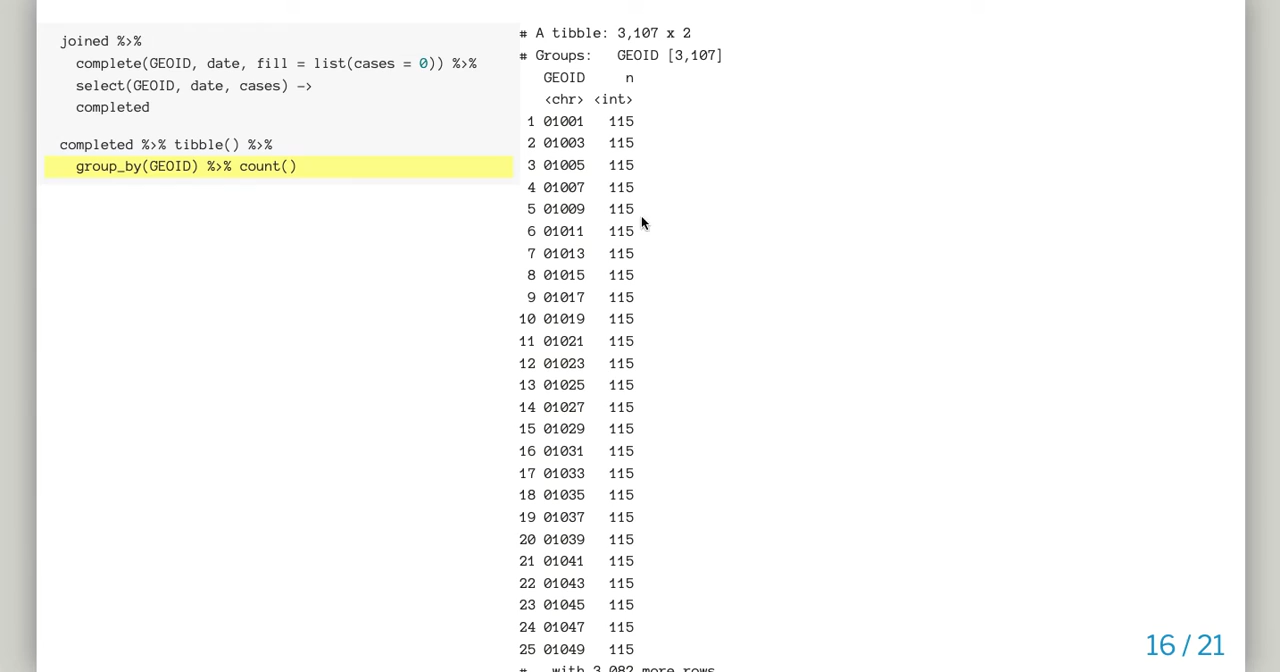 joined %>%
complete(GEOID, date, fill = list(cases = 0)) %>%
select(GEOID, date, cases) ->
completed
completed %>% tibble() %>%
group_by(GEOID) %>% count()
# A tibble: 3,107 x 2
# Groups: GEOID [3,107]
GEOID n
<chr> <int>
1 01001 115
2 01003 115
3 01005 115
4 01007 115
5 01009 115
6 01011 115
7 01013 115
8 01015 115
9 01017 115
10 01019 115
11 01021 115
12 01023 115
13 01025 115
14 01027 115
15 01029 115
16 01031 115
17 01033 115
18 01035 115
19 01037 115
20 01039 115
21 01041 115
22 01043 115
23 01045 115
24 01047 115
25 01049 115
# … with 3,082 more rows
16 / 21